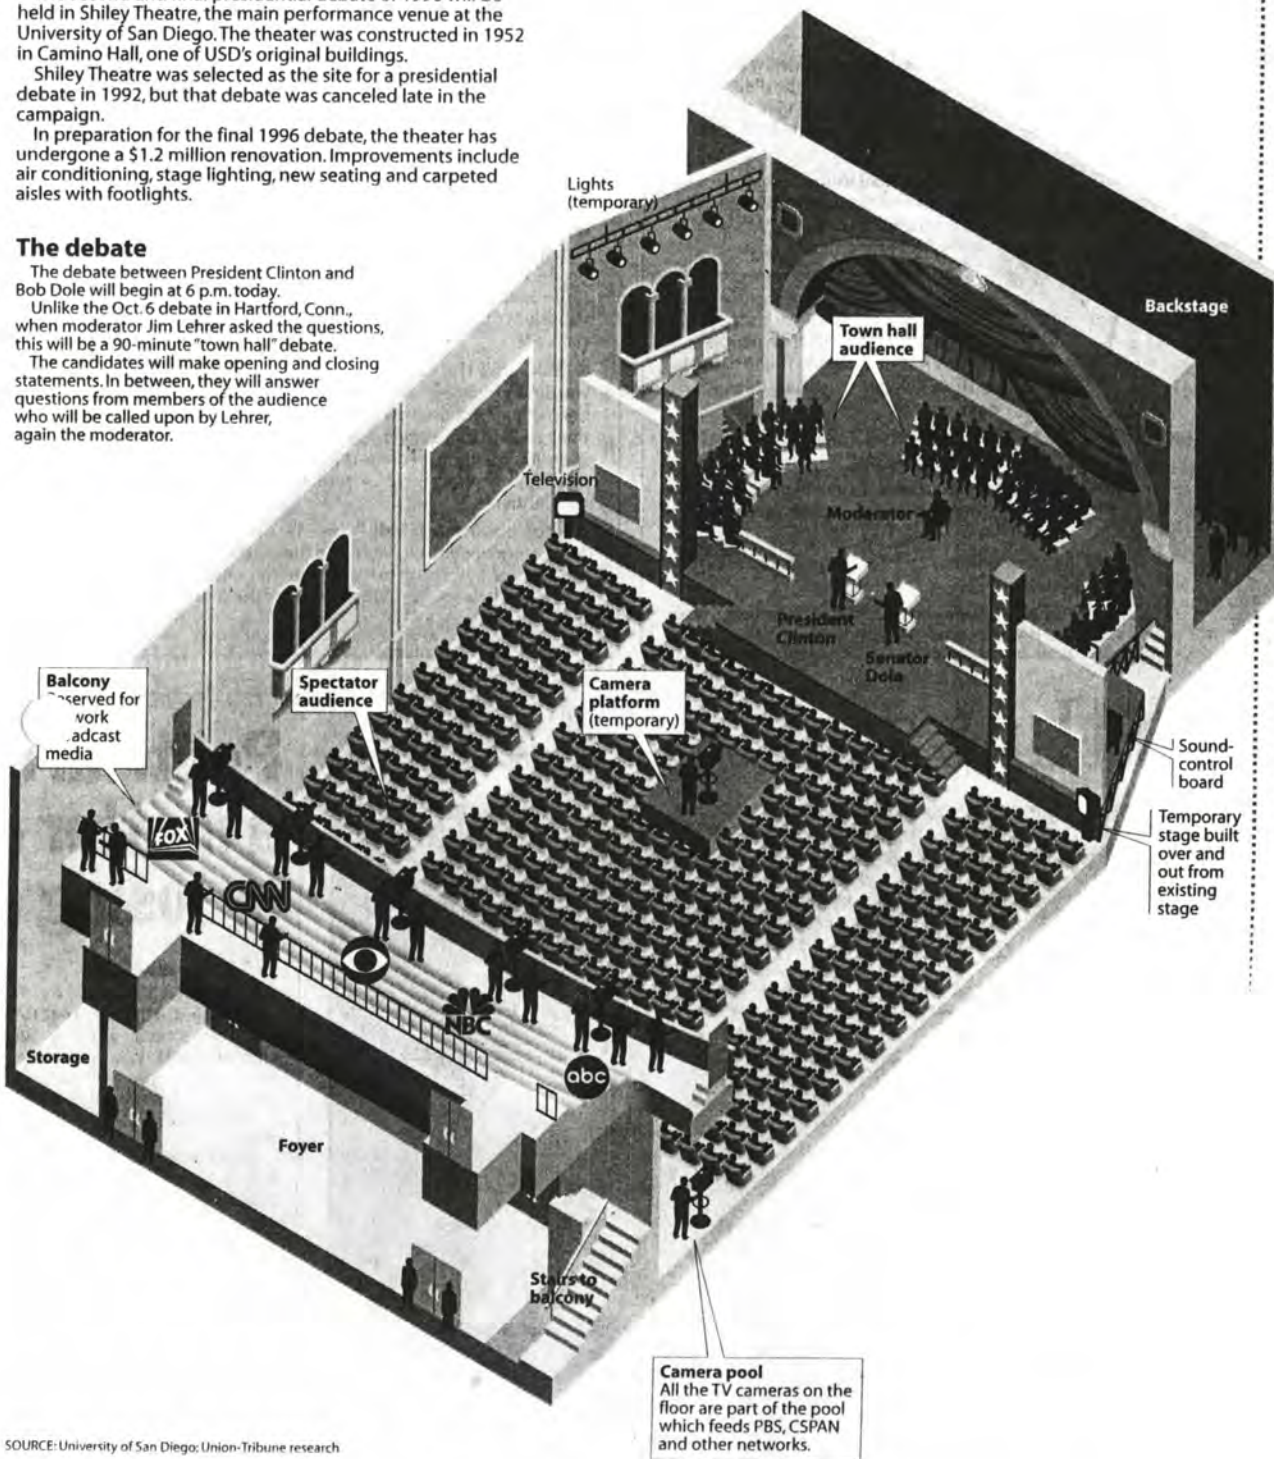 held in Shiley Theatre, the main performance venue at the
University of San Diego. The theater was constructed in 1952
in Camino Hall, one of USD's original buildings.
Shiley Theatre was selected as the site for a presidential
debate in 1992, but that debate was canceled late in the
campaign.
In preparation for the final 1996 debate, the theater has
undergone a $1.2 million renovation. Improvements include
air conditioning, stage lighting, new seating and carpeted
aisles with footlights.
The debate
The debate between President Clinton and
Bob Dole will begin at 6 p.m. today.
Unlike the Oct. 6 debate in Hartford, Conn.,
when moderator Jim Lehrer asked the questions,
this will be a 90-minute "town hall" debate.
The candidates will make opening and closing
statements. In between, they will answer
questions from members of the audience
who will be called upon by Lehrer,
again the moderator.
Lights
(temporary)
Backstage
Town hall
audience
Television
Moderator
President
Clinton
Senator
Dole
Balcony
for
media
Spectator
audience
Camera
platform
(temporary)
Sound-
control
board
Temporary
stage built
over and
out from
existing
stage
FOX
CNN
NBC
abc
Storage
Foyer
Stairs to
balcony
Camera pool
All the TV cameras on the
floor are part of the pool
which feeds PBS, CSPAN
and other networks.
SOURCE: University of San Diego; Union-Tribune research